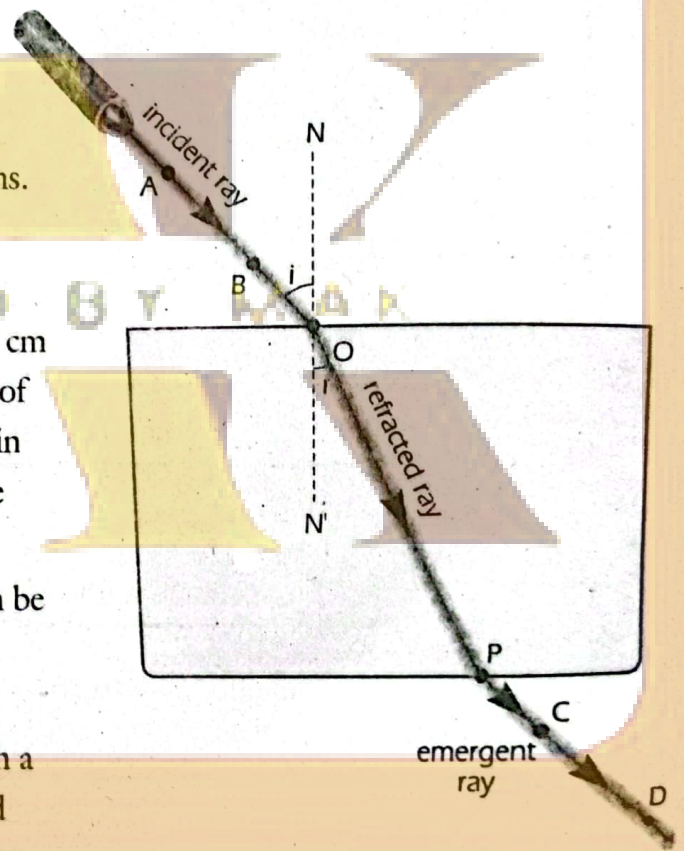 incident ray
N
A
ns.
B
i
cm
O
of
r
refracted ray
in
N'
be
P
C
emergent
ray
a
D